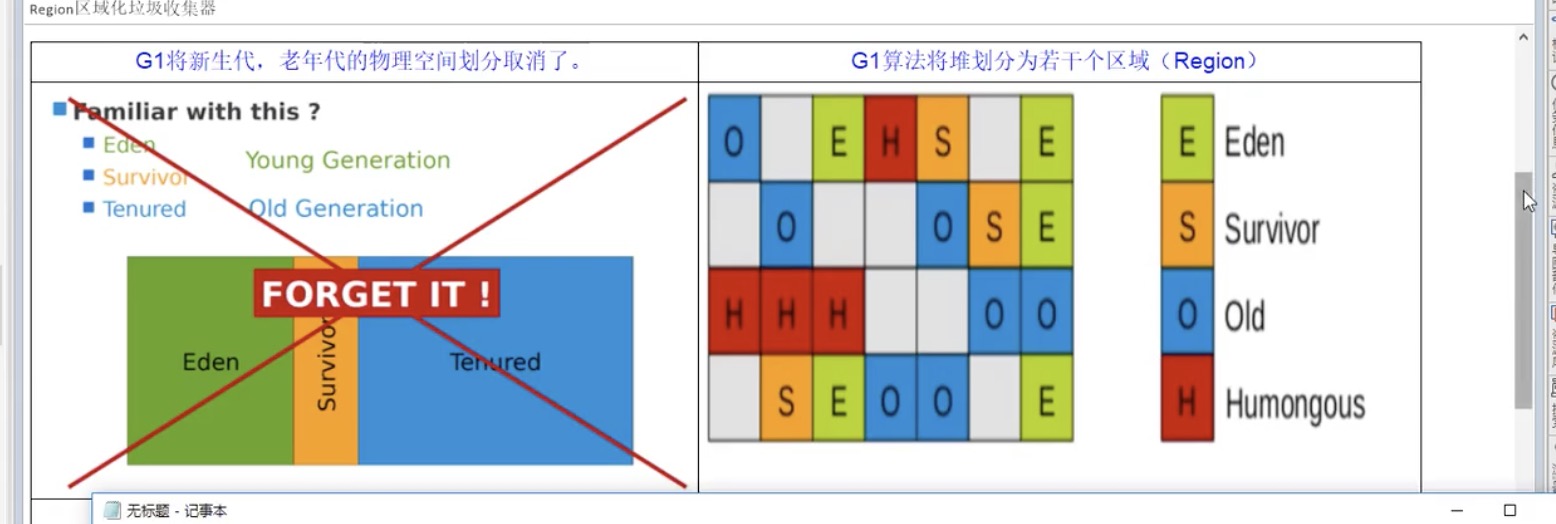 Region区域化垃圾收集器
G1将新生代，老年代的物理空间划分取消了。
Familiar with this ?
Eden
Survivor
Tenured
Young Generation
Old Generation
FORGET IT !
Eden
Survivor
Tenured
G1算法将堆划分为若干个区域（Region）
O E H S E
O O S E
H H H O O
S E O O E
E Eden
S Survivor
O Old
H Humongous
无标题 - 记事本